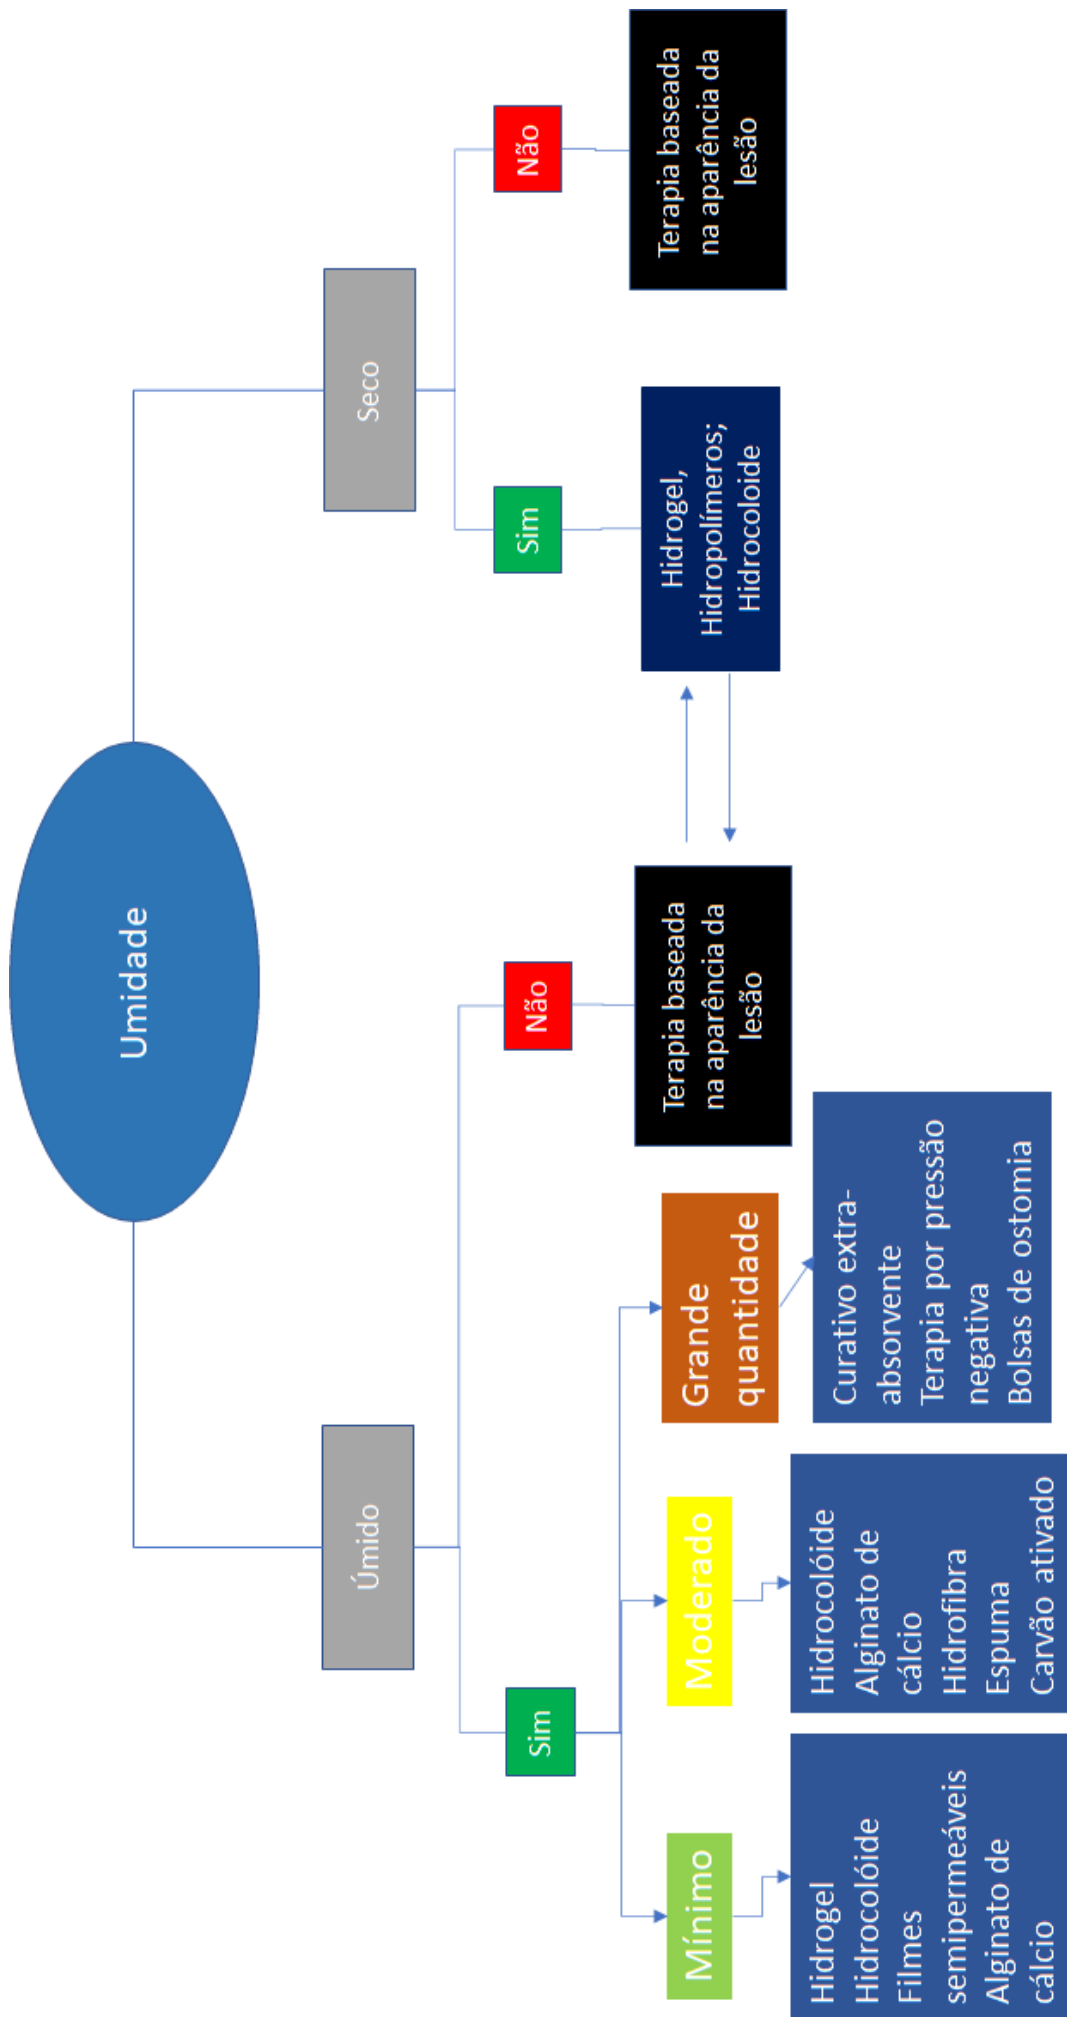 Umidade
Úmido
Seco
Sim
Não
Sim
Não
Mínimo
Moderado
Grande
quantidade
Terapia baseada
na aparência da
lesão
Hidrogel,
Hidropolímeros;
Hidrocoloide
Terapia baseada
na aparência da
lesão
Hidrogel
Hidrocolóide
Filmes
semipermeáveis
Alginato de
cálcio
Hidrocolóide
Alginato de
cálcio
Hidrofibra
Espuma
Carvão ativado
Curativo extra-
absorvente
Terapia por pressão
negativa
Bolsas de ostomia